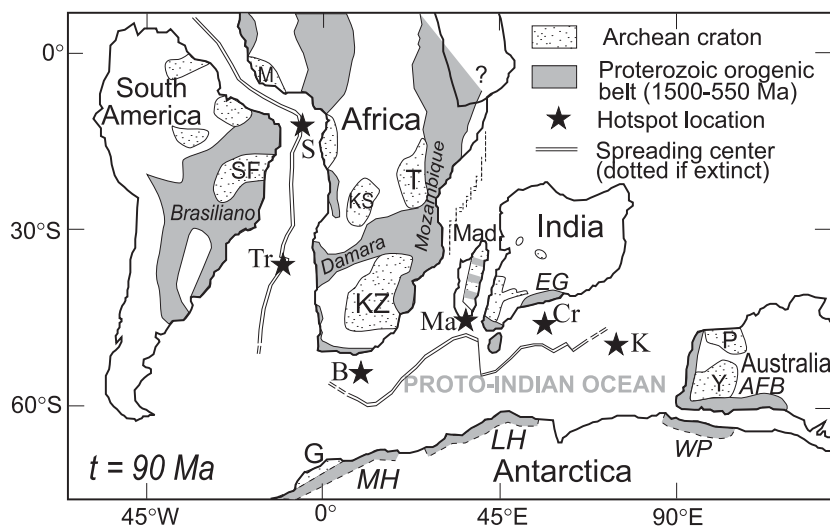 0°
30°S
60°S
45°W
0°
45°E
90°E
Archean craton
Proterozoic orogenic
belt (1500-550 Ma)
Hotspot location
Spreading center
(dotted if extinct)
South
America
Africa
M
?
S
SF
Brasiliano
KS
T
Mozambique
India
Tr
Damara
Mad
EG
KZ
Ma
Cr
K
B
PROTO-INDIAN OCEAN
P
Australia
Y
AFB
t = 90 Ma
G
MH
LH
WP
Antarctica